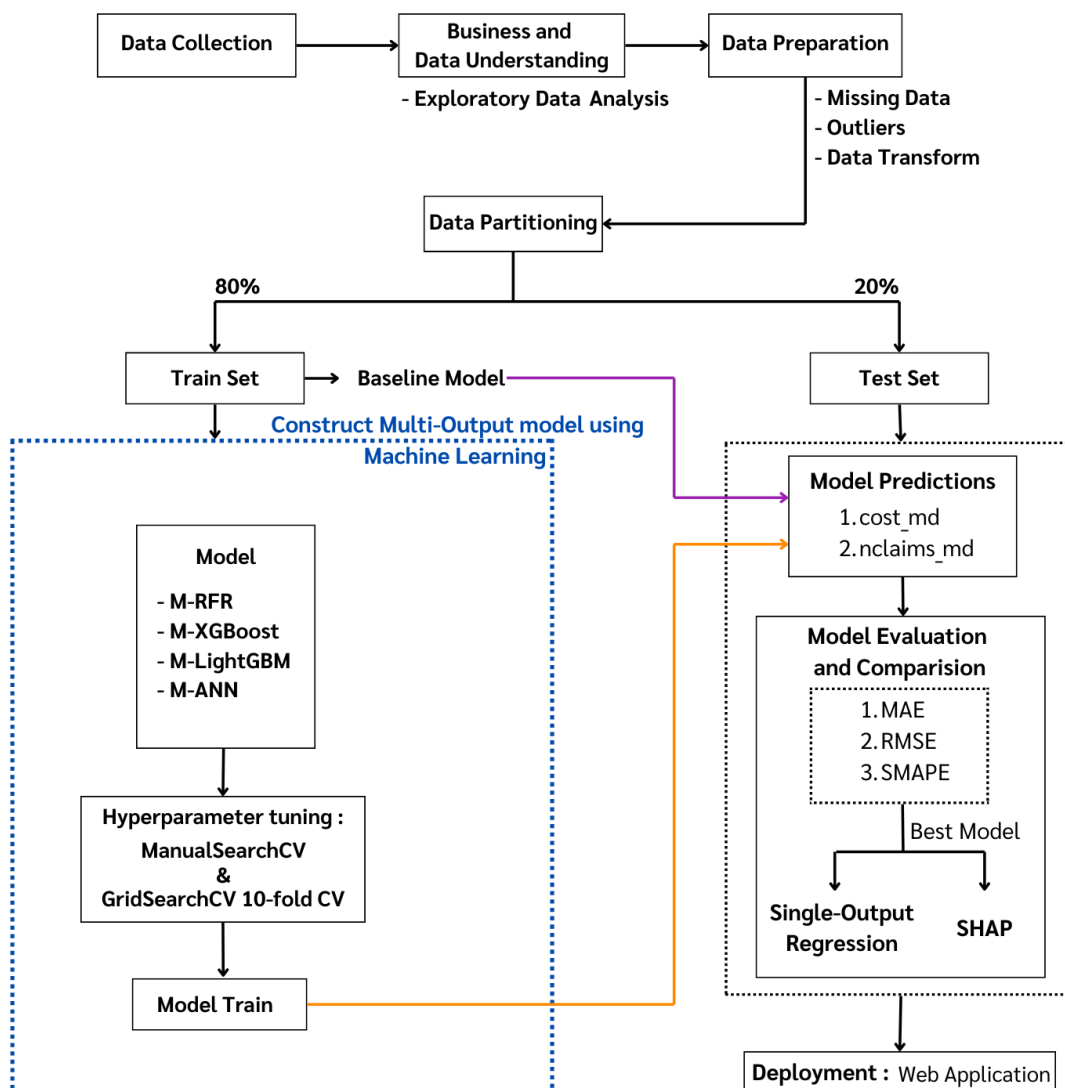 Data Collection
Business and
Data Understanding
- Exploratory Data Analysis
Data Preparation
- Missing Data
- Outliers
- Data Transform
Data Partitioning
80%
20%
Train Set
Baseline Model
Test Set
Construct Multi-Output model using
Machine Learning
Model
- M-RFR
- M-XGBoost
- M-LightGBM
- M-ANN
Hyperparameter tuning :
ManualSearchCV
&
GridSearchCV 10-fold CV
Model Train
Model Predictions
1. cost_md
2. nclaims_md
Model Evaluation
and Comparision
1. MAE
2. RMSE
3. SMAPE
Best Model
Single-Output
Regression
SHAP
Deployment : Web Application